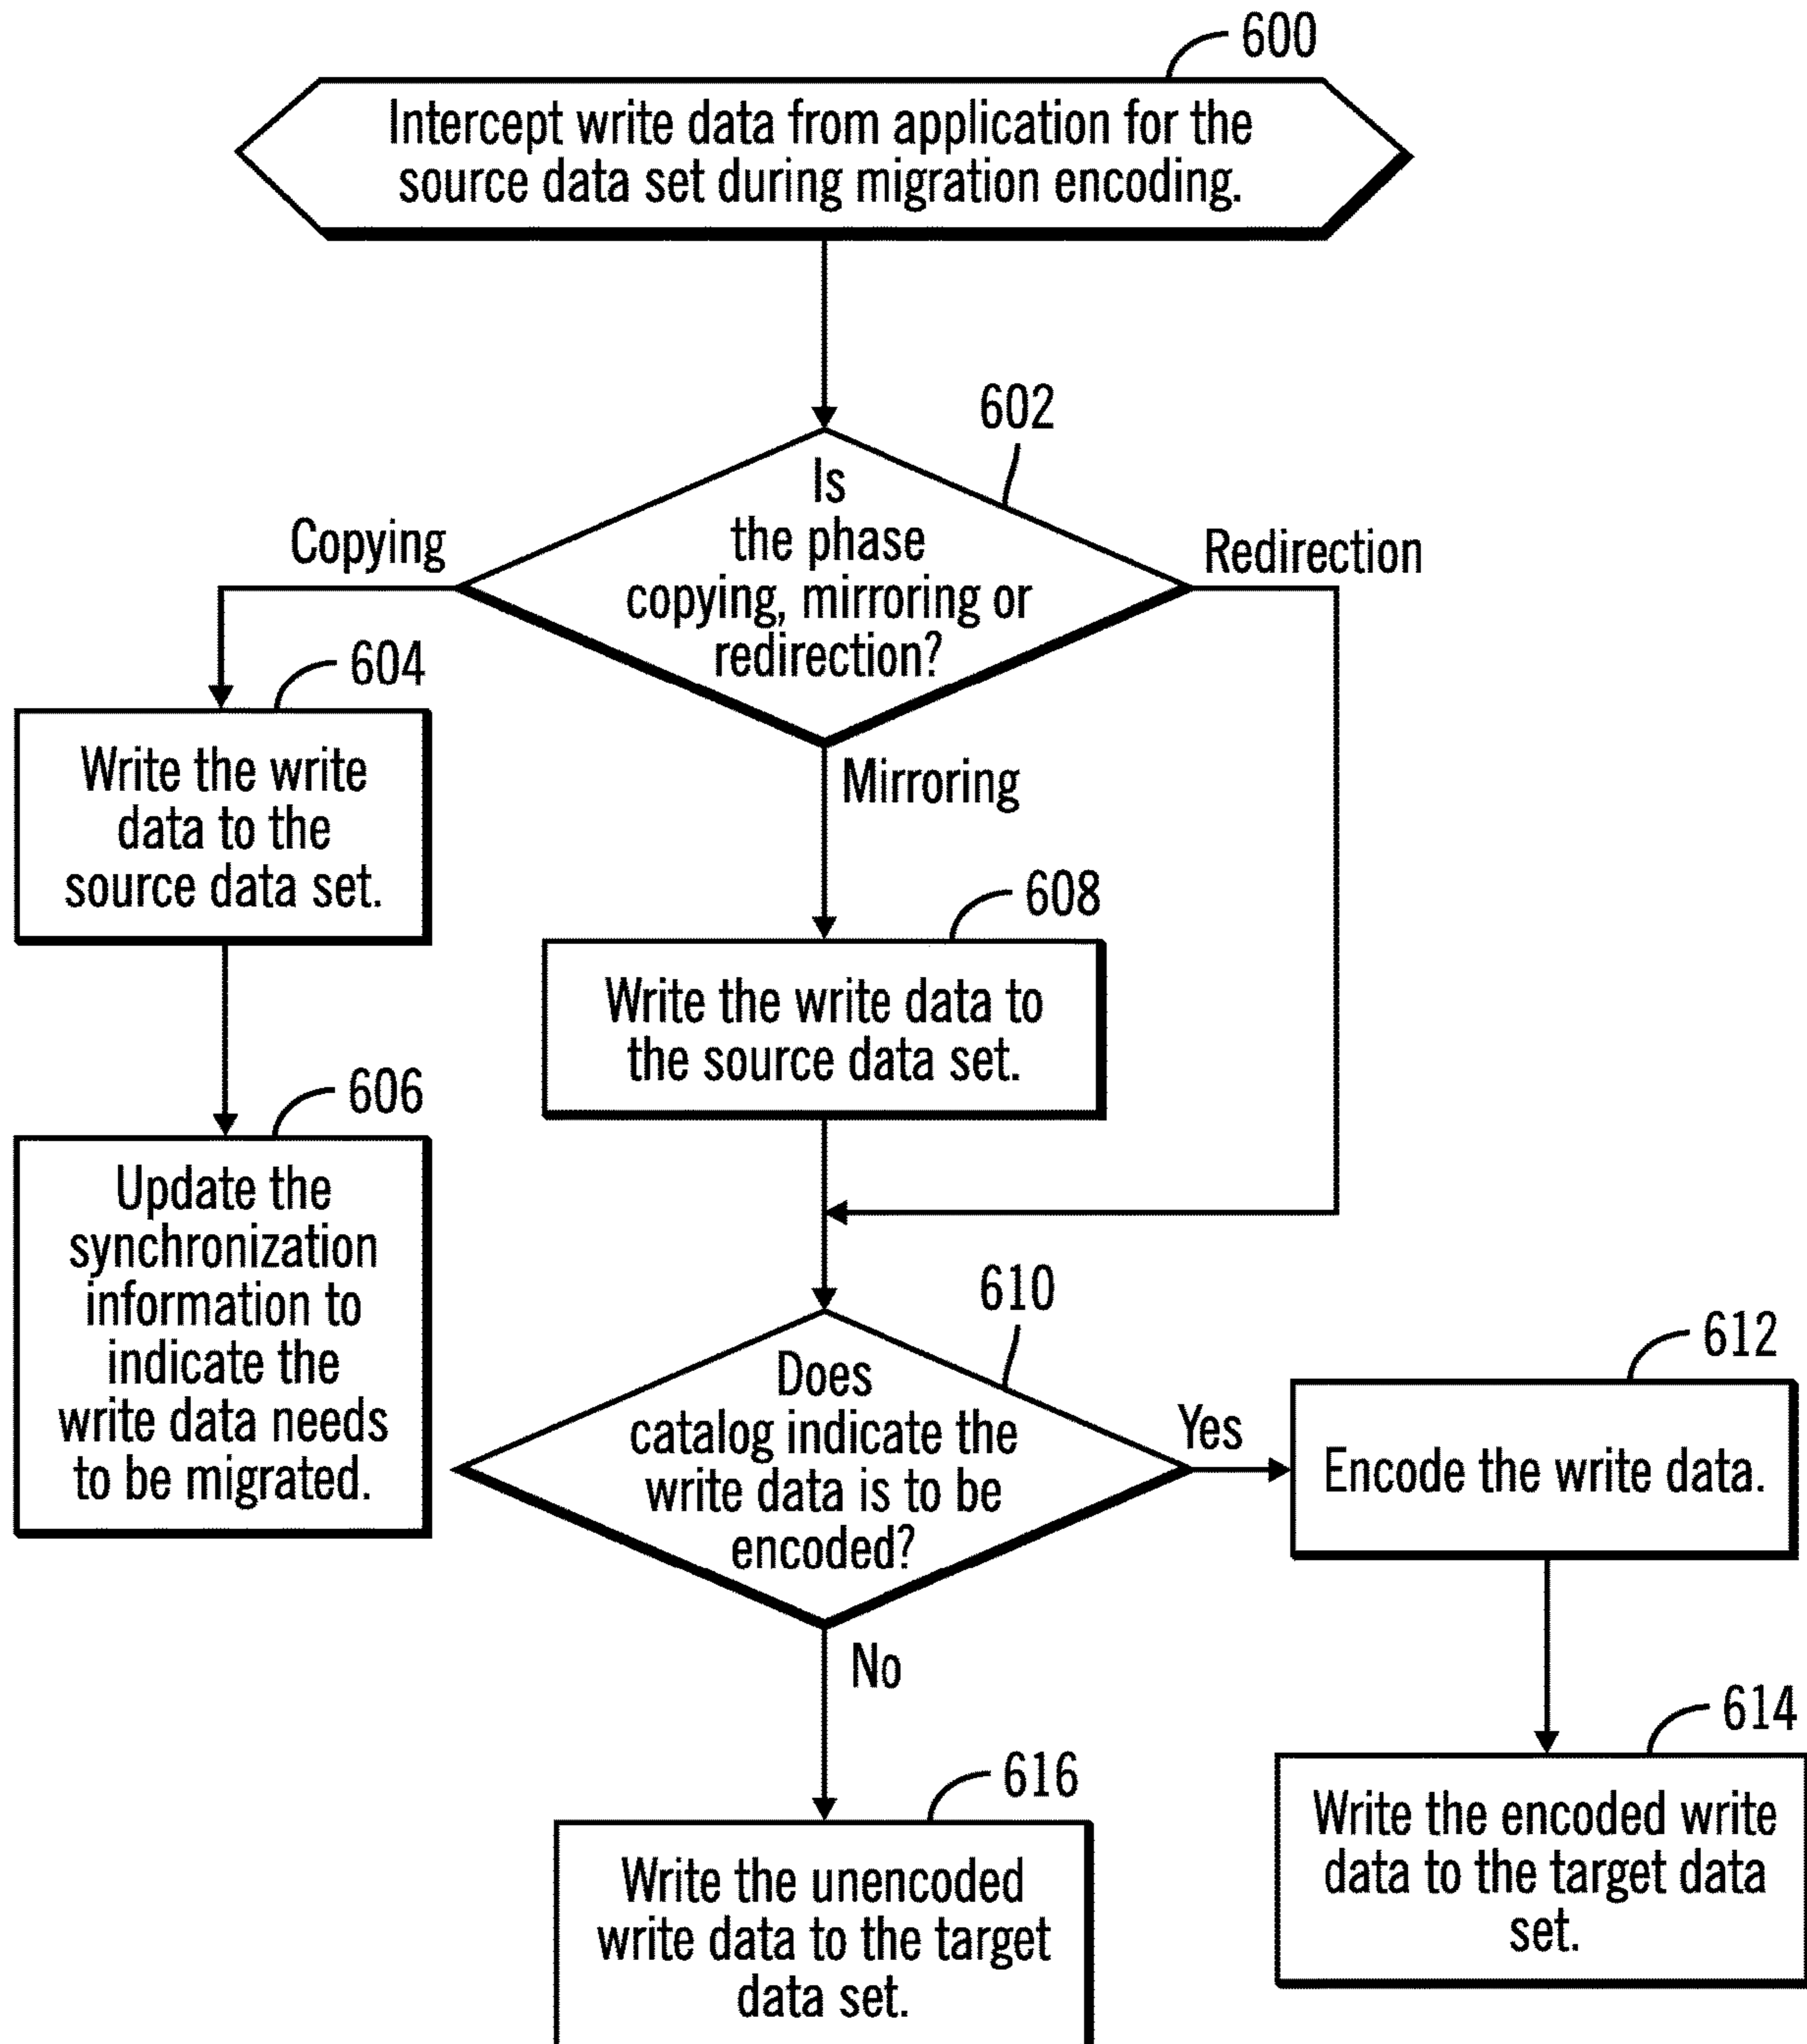 600
Intercept write data from application for the
source data set during migration encoding.
602
Is
the phase
copying, mirroring or
redirection?
Copying
Redirection
Mirroring
604
Write the write
data to the
source data set.
608
Write the write data to
the source data set.
606
Update the
synchronization
information to
indicate the
write data needs
to be migrated.
610
Does
catalog indicate the
write data is to be
encoded?
Yes
No
612
Encode the write data.
614
Write the encoded write
data to the target data
set.
616
Write the unencoded
write data to the target
data set.